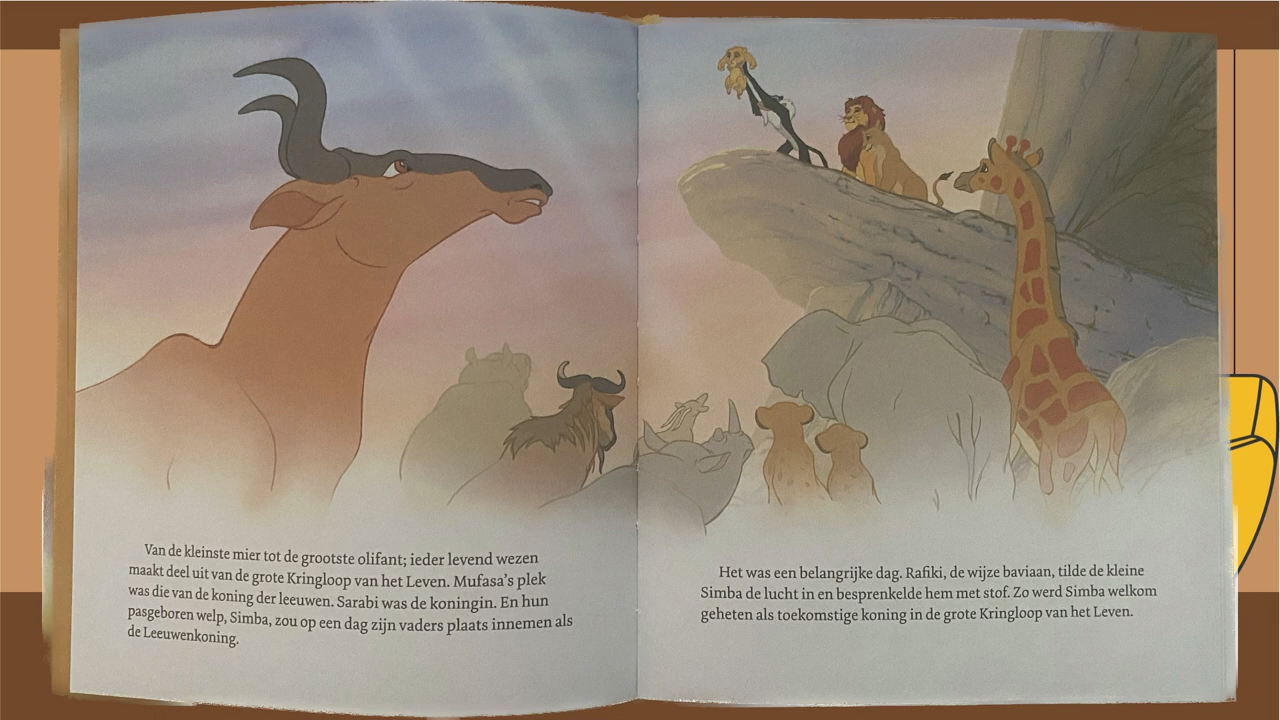 Van de kleinste mier tot de grootste olifant; ieder levend wezen
maakt deel uit van de grote Kringloop van het Leven. Mufasa's plek
was die van de koning der leeuwen. Sarabi was de koningin. En hun
pasgeboren welp, Simba, zou op een dag zijn vaders plaats innemen als
de Leeuwenkoning.
Het was een belangrijke dag. Rafiki, de wijze baviaan, tilde de kleine
Simba de lucht in en besprenkelde hem met stof. Zo werd Simba welkom
geheten als toekomstige koning in de grote Kringloop van het Leven.